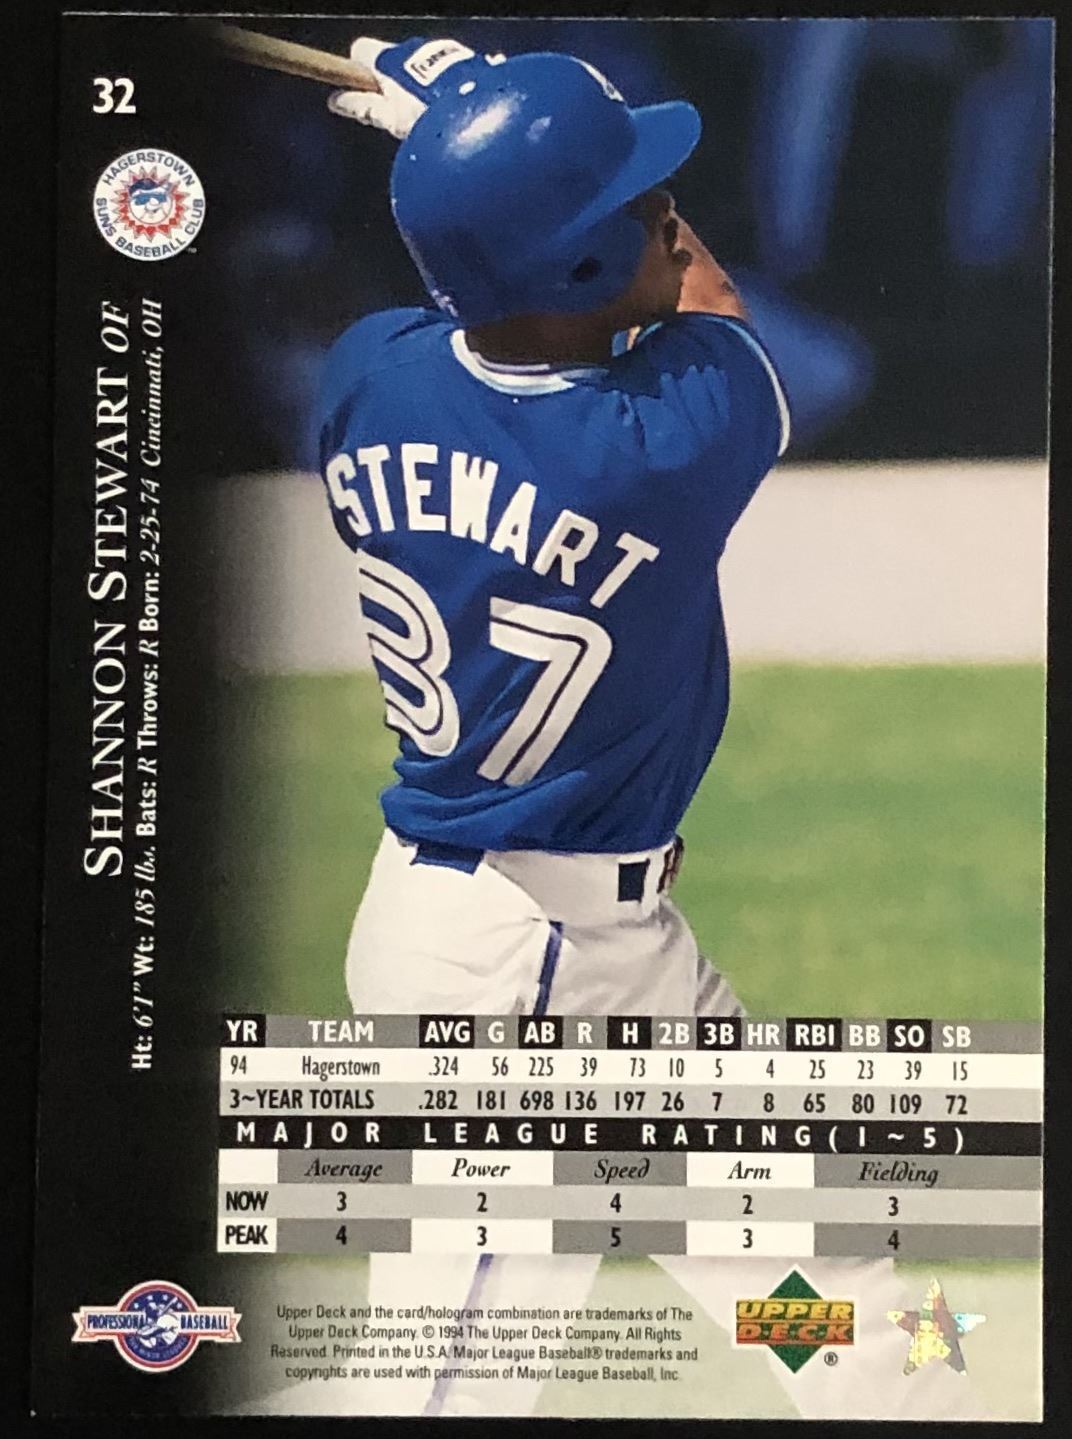 32
HAGERSTOWN
SUNS BASEBALL CLUB
™
SHANNON STEWART OF
Ht: 6'1" Wt: 185 lbs. Bats: R Throws: R Born: 2-25-74 Cincinnati, OH
Franklin
STEWART
37
YR TEAM AVG G AB R H 2B 3B HR RBI BB SO SB
94 Hagerstown .324 56 225 39 73 10 5 4 25 23 39 15
3~YEAR TOTALS .282 181 698 136 197 26 7 8 65 80 109 72
MAJOR LEAGUE RATING (1~5)
Average Power Speed Arm Fielding
NOW 3 2 4 2 3
PEAK 4 3 5 3 4
PROFESSIONAL BASEBALL
Upper Deck and the card/hologram combination are trademarks of The
Upper Deck Company. © 1994 The Upper Deck Company. All Rights
Reserved. Printed in the U.S.A. Major League Baseball® trademarks and
copyrights are used with permission of Major League Baseball, Inc.
UPPER
DECK
®